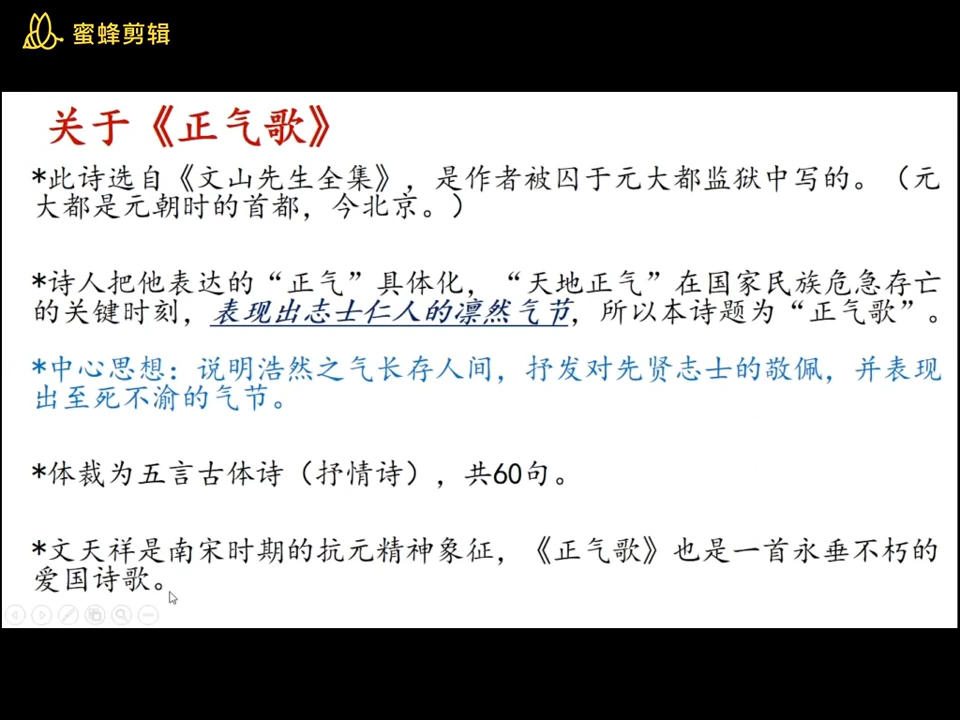 蜜蜂剪辑
关于《正气歌》
*此诗选自《文山先生全集》，是作者被囚于元大都监狱中写的。（元
大都是元朝时的首都，今北京。）
*诗人把他表达的“正气”具体化，“天地正气”在国家民族危急存亡
的关键时刻，表现出志士仁人的凛然气节，所以本诗题为“正气歌”。
*中心思想：说明浩然之气长存人间，抒发对先贤志士的敬佩，并表现
出至死不渝的气节。
*体裁为五言古体诗（抒情诗），共60句。
*文天祥是南宋时期的抗元精神象征，《正气歌》也是一首永垂不朽的
爱国诗歌。